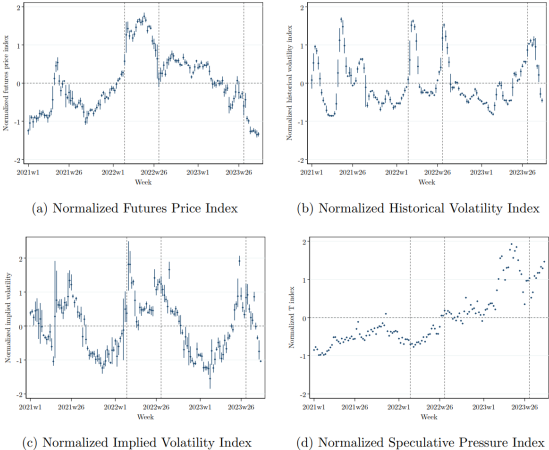 Normalized futures price index
2
1
0
-1
-2
2021w1
2021w26
2022w1
2022w26
2023w1
2023w26
Week
(a) Normalized Futures Price Index
Normalized historical volatility index
2
1
0
-1
-2
2021w1
2021w26
2022w1
2022w26
2023w1
2023w26
Week
(b) Normalized Historical Volatility Index
Normalized implied volatility
2
1
0
-1
-2
2021w1
2021w26
2022w1
2022w26
2023w1
2023w26
Week
(c) Normalized Implied Volatility Index
Normalized T index
2
1
0
-1
-2
2021w1
2021w26
2022w1
2022w26
2023w1
2023w26
Week
(d) Normalized Speculative Pressure Index